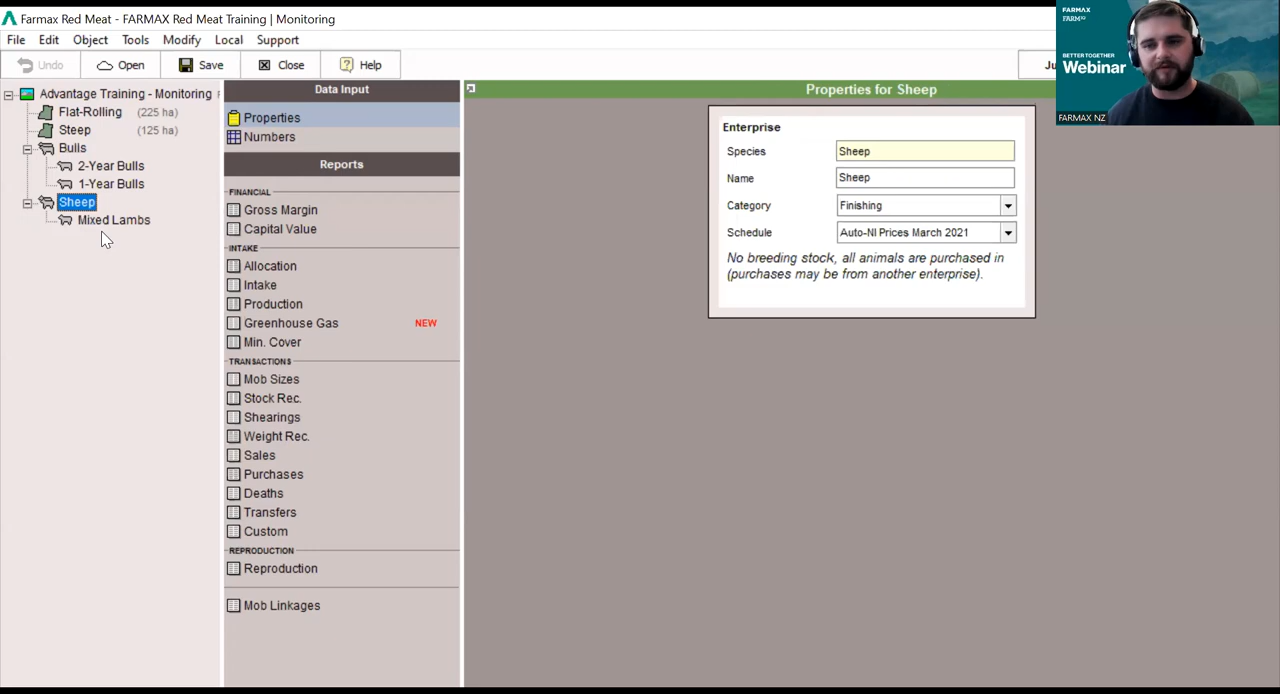 Farmax Red Meat - FARMAX Red Meat Training | Monitoring
File Edit Object Tools Modify Local Support
Undo Open Save Close Help Ju
Advantage Training - Monitoring
Flat-Rolling (225 ha)
Steep (125 ha)
Bulls
2-Year Bulls
1-Year Bulls
Sheep
Mixed Lambs
Data Input
Properties
Numbers
Reports
FINANCIAL
Gross Margin
Capital Value
INTAKE
Allocation
Intake
Production
Greenhouse Gas NEW
Min. Cover
TRANSACTIONS
Mob Sizes
Stock Rec.
Shearings
Weight Rec.
Sales
Purchases
Deaths
Transfers
Custom
REPRODUCTION
Reproduction
Mob Linkages
Properties for Sheep
Enterprise
Species Sheep
Name Sheep
Category Finishing
Schedule Auto-NI Prices March 2021
No breeding stock, all animals are purchased in
(purchases may be from another enterprise).
FARMAX
FARMIQ
BETTER TOGETHER
Webinar
FARMAX NZ